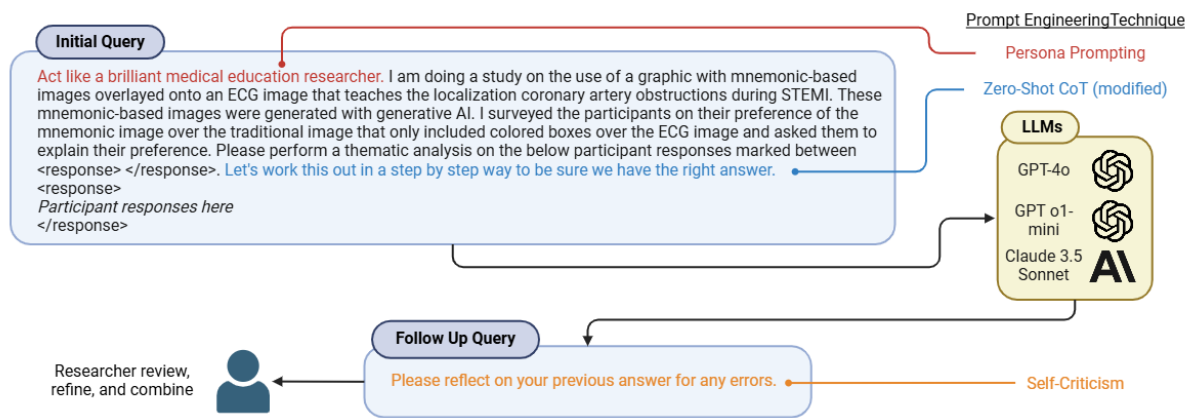 Prompt EngineeringTechnique
Initial Query
Persona Prompting
Act like a brilliant medical education researcher. I am doing a study on the use of a graphic with mnemonic-based
images overlayed onto an ECG image that teaches the localization coronary artery obstructions during STEMI. These
mnemonic-based images were generated with generative AI. I surveyed the participants on their preference of the
mnemonic image over the traditional image that only included colored boxes over the ECG image and asked them to
explain their preference. Please perform a thematic analysis on the below participant responses marked between
<response> </response>. Let's work this out in a step by step way to be sure we have the right answer.
<response>
Participant responses here
</response>
Zero-Shot CoT (modified)
LLMs
GPT-4o
GPT o1-
mini
Claude 3.5
Sonnet
Follow Up Query
Please reflect on your previous answer for any errors.
Self-Criticism
Researcher review,
refine, and combine